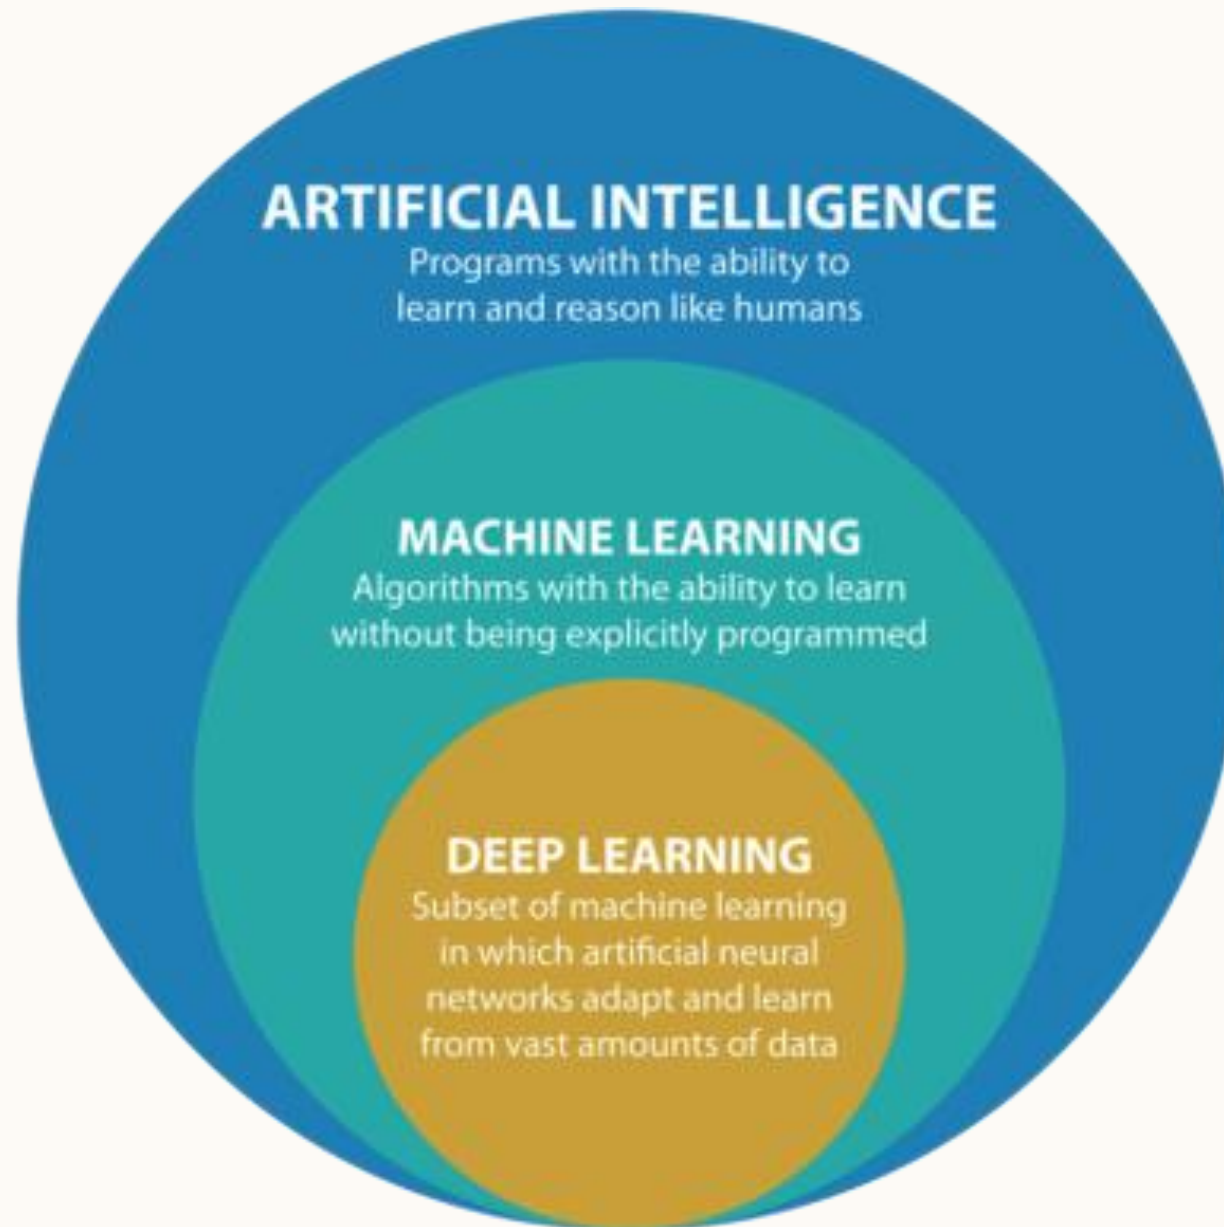 ARTIFICIAL INTELLIGENCE
Programs with the ability to
learn and reason like humans
MACHINE LEARNING
Algorithms with the ability to learn
without being explicitly programmed
DEEP LEARNING
Subset of machine learning
in which artificial neural
networks adapt and learn
from vast amounts of data